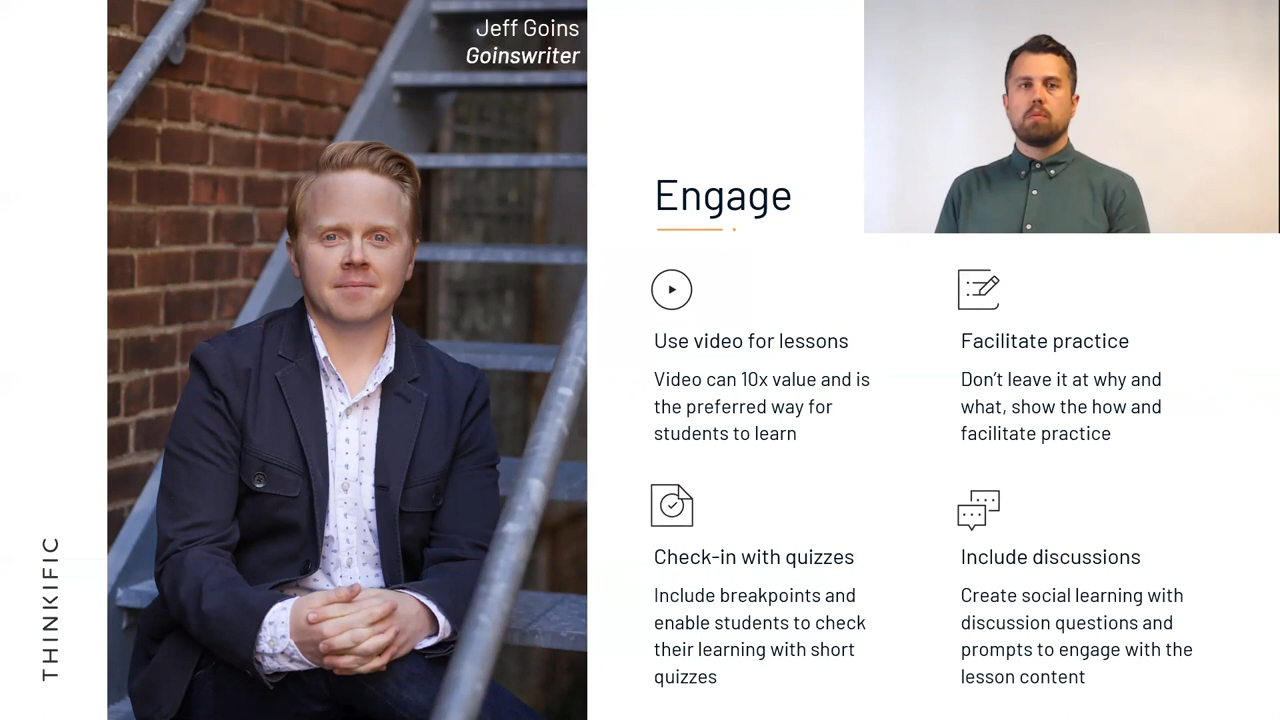 Jeff Goins
Goinswriter
THINKIFIC
Engage
Use video for lessons
Video can 10x value and is
the preferred way for
students to learn
Facilitate practice
Don’t leave it at why and
what, show the how and
facilitate practice
Check-in with quizzes
Include breakpoints and
enable students to check
their learning with short
quizzes
Include discussions
Create social learning with
discussion questions and
prompts to engage with the
lesson content